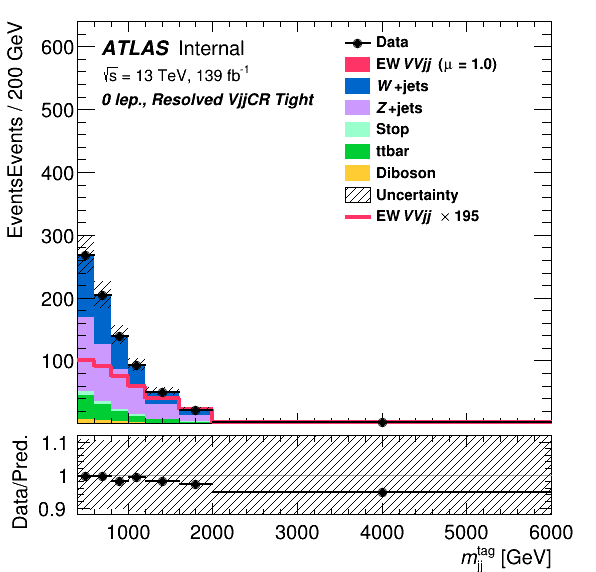 ATLAS Internal
√s = 13 TeV, 139 fb⁻¹
0 lep., Resolved VjjCR Tight
Data
EW VVjj (μ = 1.0)
W+jets
Z+jets
Stop
ttbar
Diboson
Uncertainty
EW VVjj × 195
EventsEvents / 200 GeV
600
500
400
300
200
100
Data/Pred.
1.1
1
0.9
1000 2000 3000 4000 5000 6000
m_jj^tag [GeV]